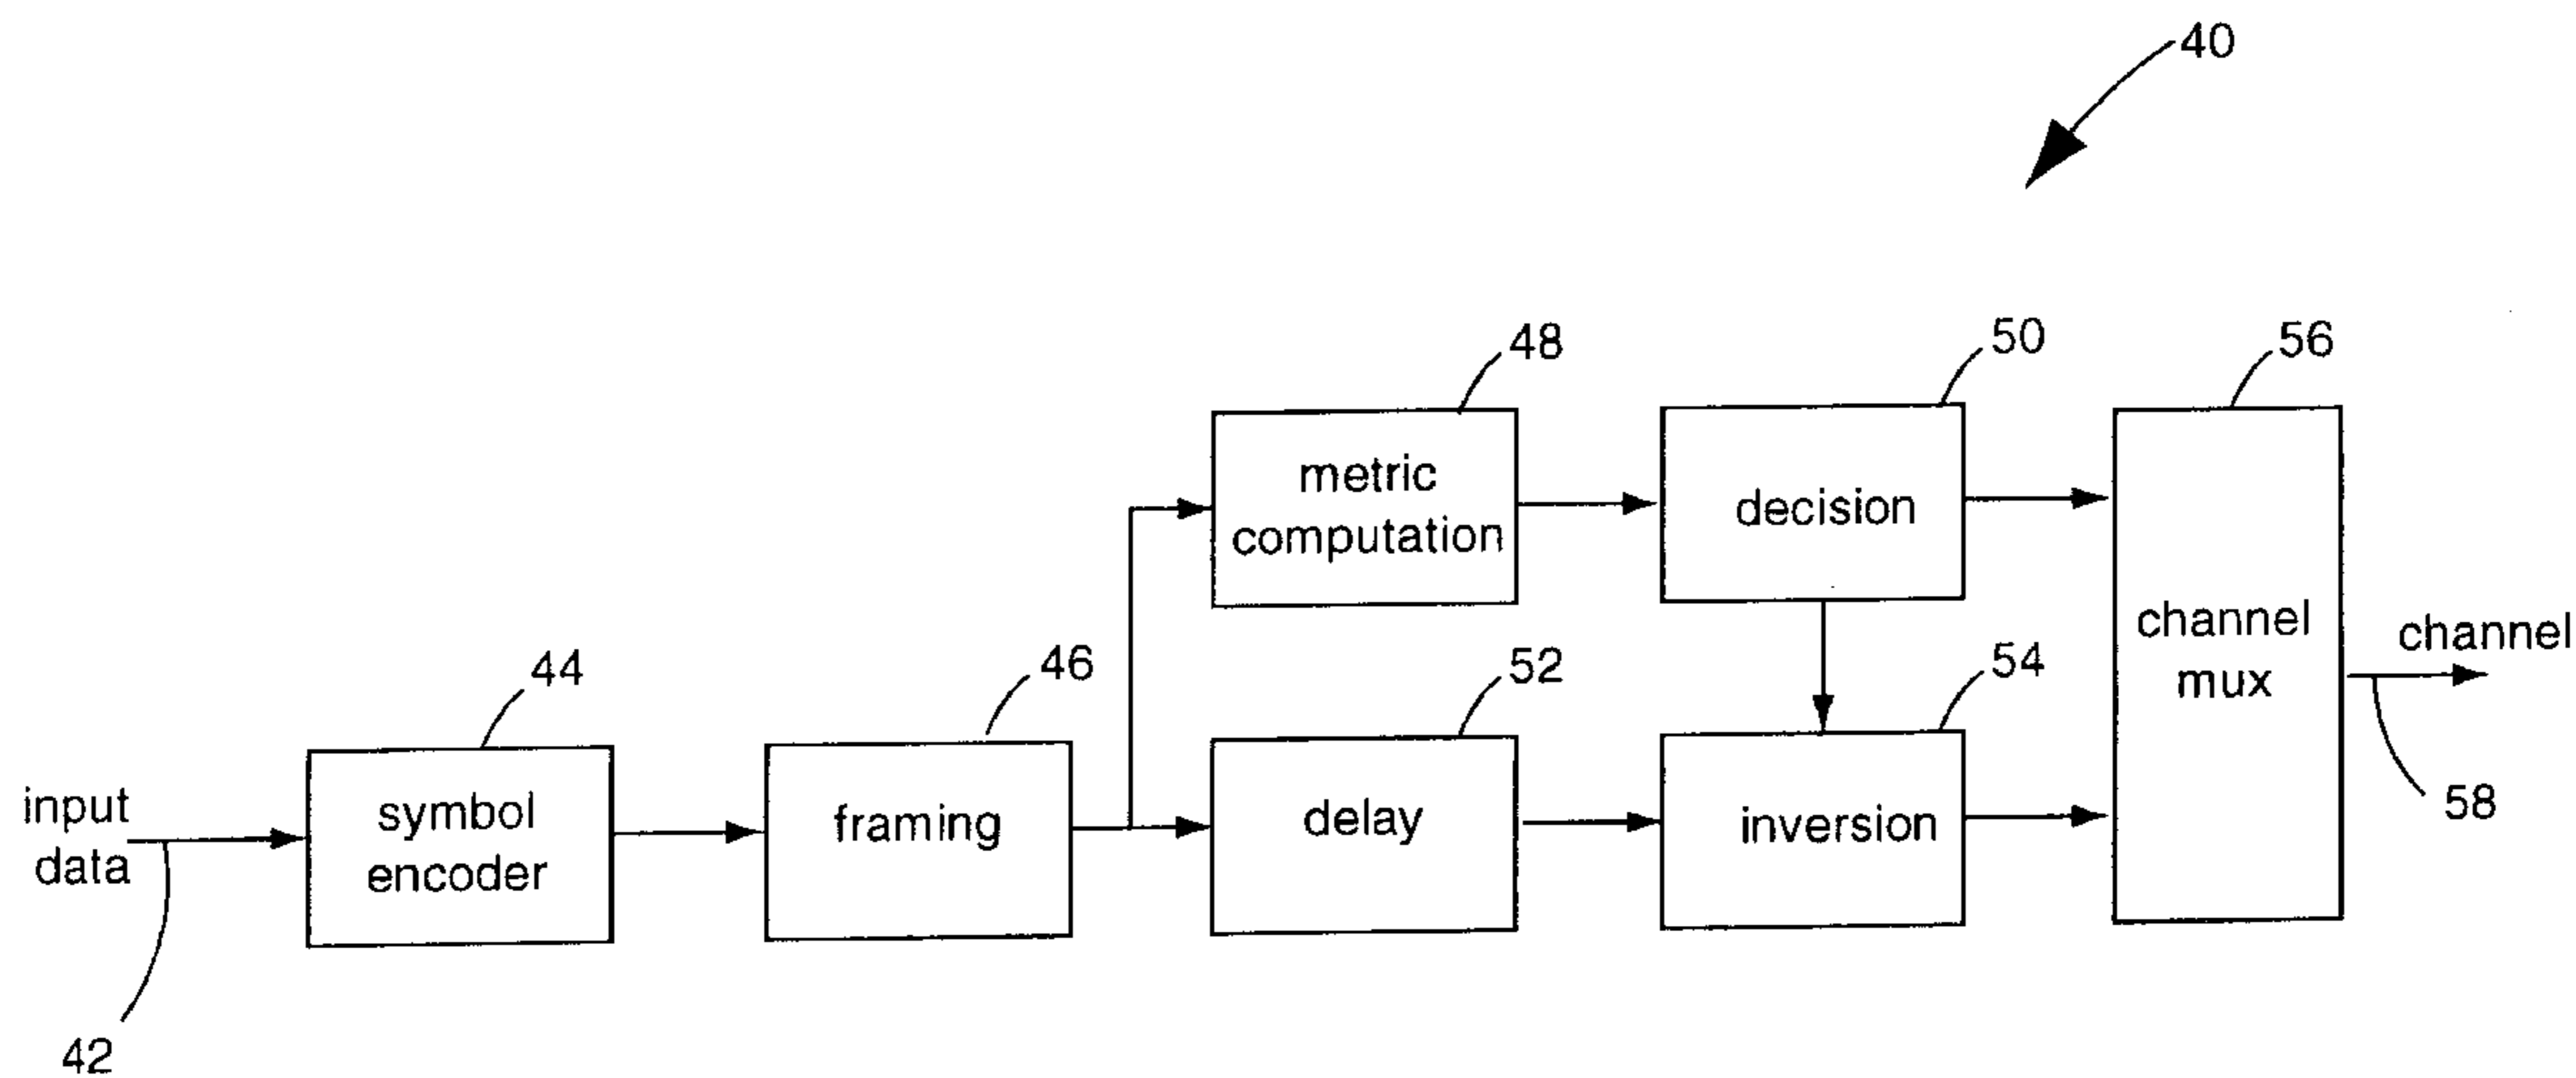 40
48
50
56
metric
computation
decision
channel
mux
channel
58
44
46
52
54
input
data
symbol
encoder
framing
delay
inversion
42